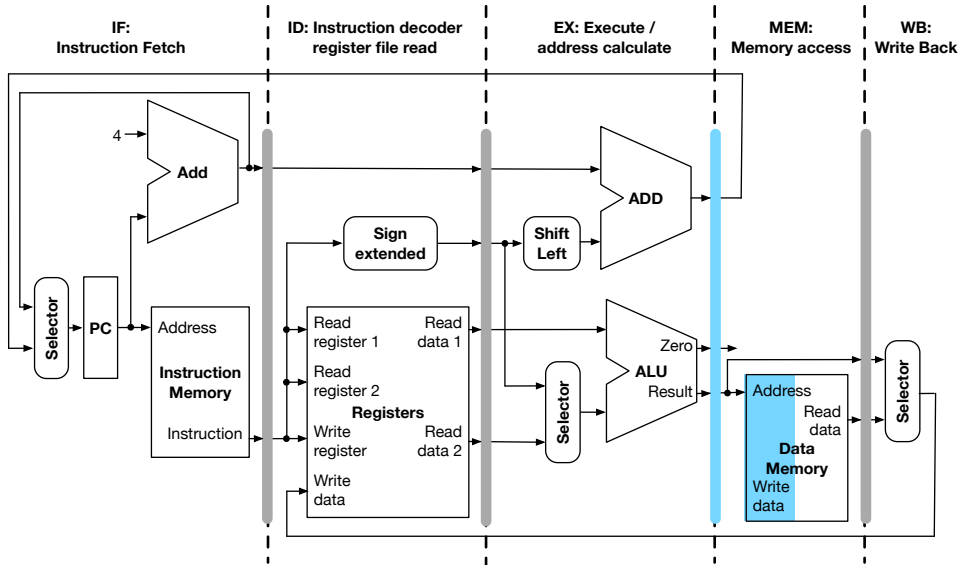 IF:
Instruction Fetch
ID: Instruction decoder
register file read
EX: Execute /
address calculate
MEM:
Memory access
WB:
Write Back
4
Add
ADD
Sign
extended
Shift
Left
Selector
PC
Address
Instruction
Memory
Instruction
Read
register 1
Read
data 1
Read
register 2
Registers
Write
register
Read
data 2
Write
data
Selector
Zero
ALU
Result
Address
Read
data
Data
Memory
Write
data
Selector